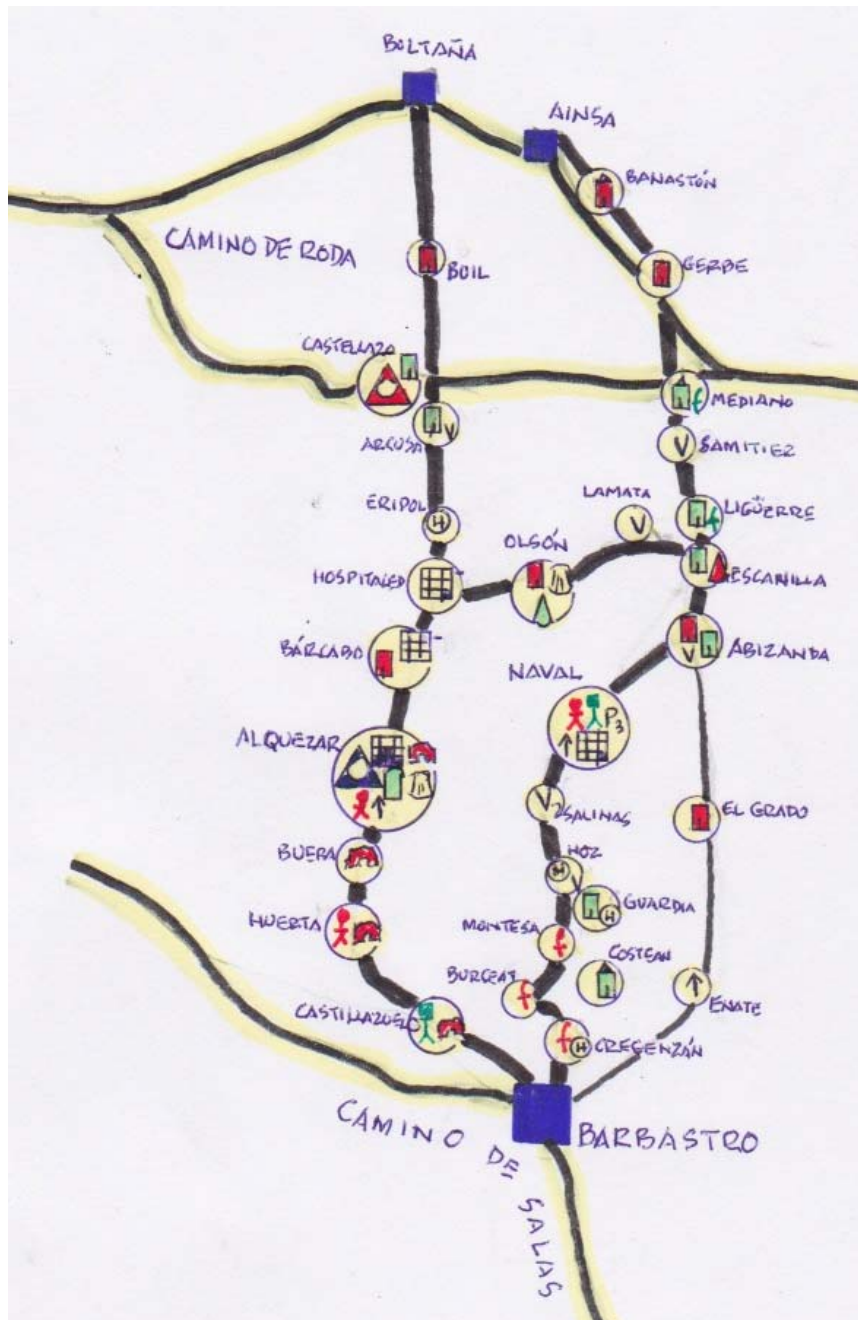 BOLTAÑA
AINSA
BANASTÓN
CAMINO DE RODA
BUIL
GERBE
CASTELLAZO
f MEDIANO
ARCUSA
V
V SAMITIEZ
LAMATA
V
ERIPOL
H
LIGÜERRE
f
OLSÓN
HOSPITALED
ESCANILLA
BÁRCABO
V
ABIZANDA
NAVAL
P3
ALQUEZAR
V SALINAS
EL GRADO
BUERA
HOZ
H
V
GUARDIA
H
HUERTA
MONTESA
f
COSTEAN
BURCEAT
f
ENATE
CASTILLAZUELO
f H CREGENZÁN
CAMINO DE SALAS
BARBASTRO